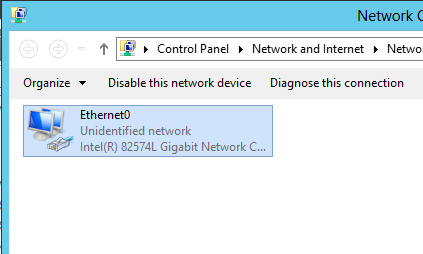 Network C
Control Panel Network and Internet Netwo
Organize Disable this network device Diagnose this connection
Ethernet0
Unidentified network
Intel(R) 82574L Gigabit Network C...